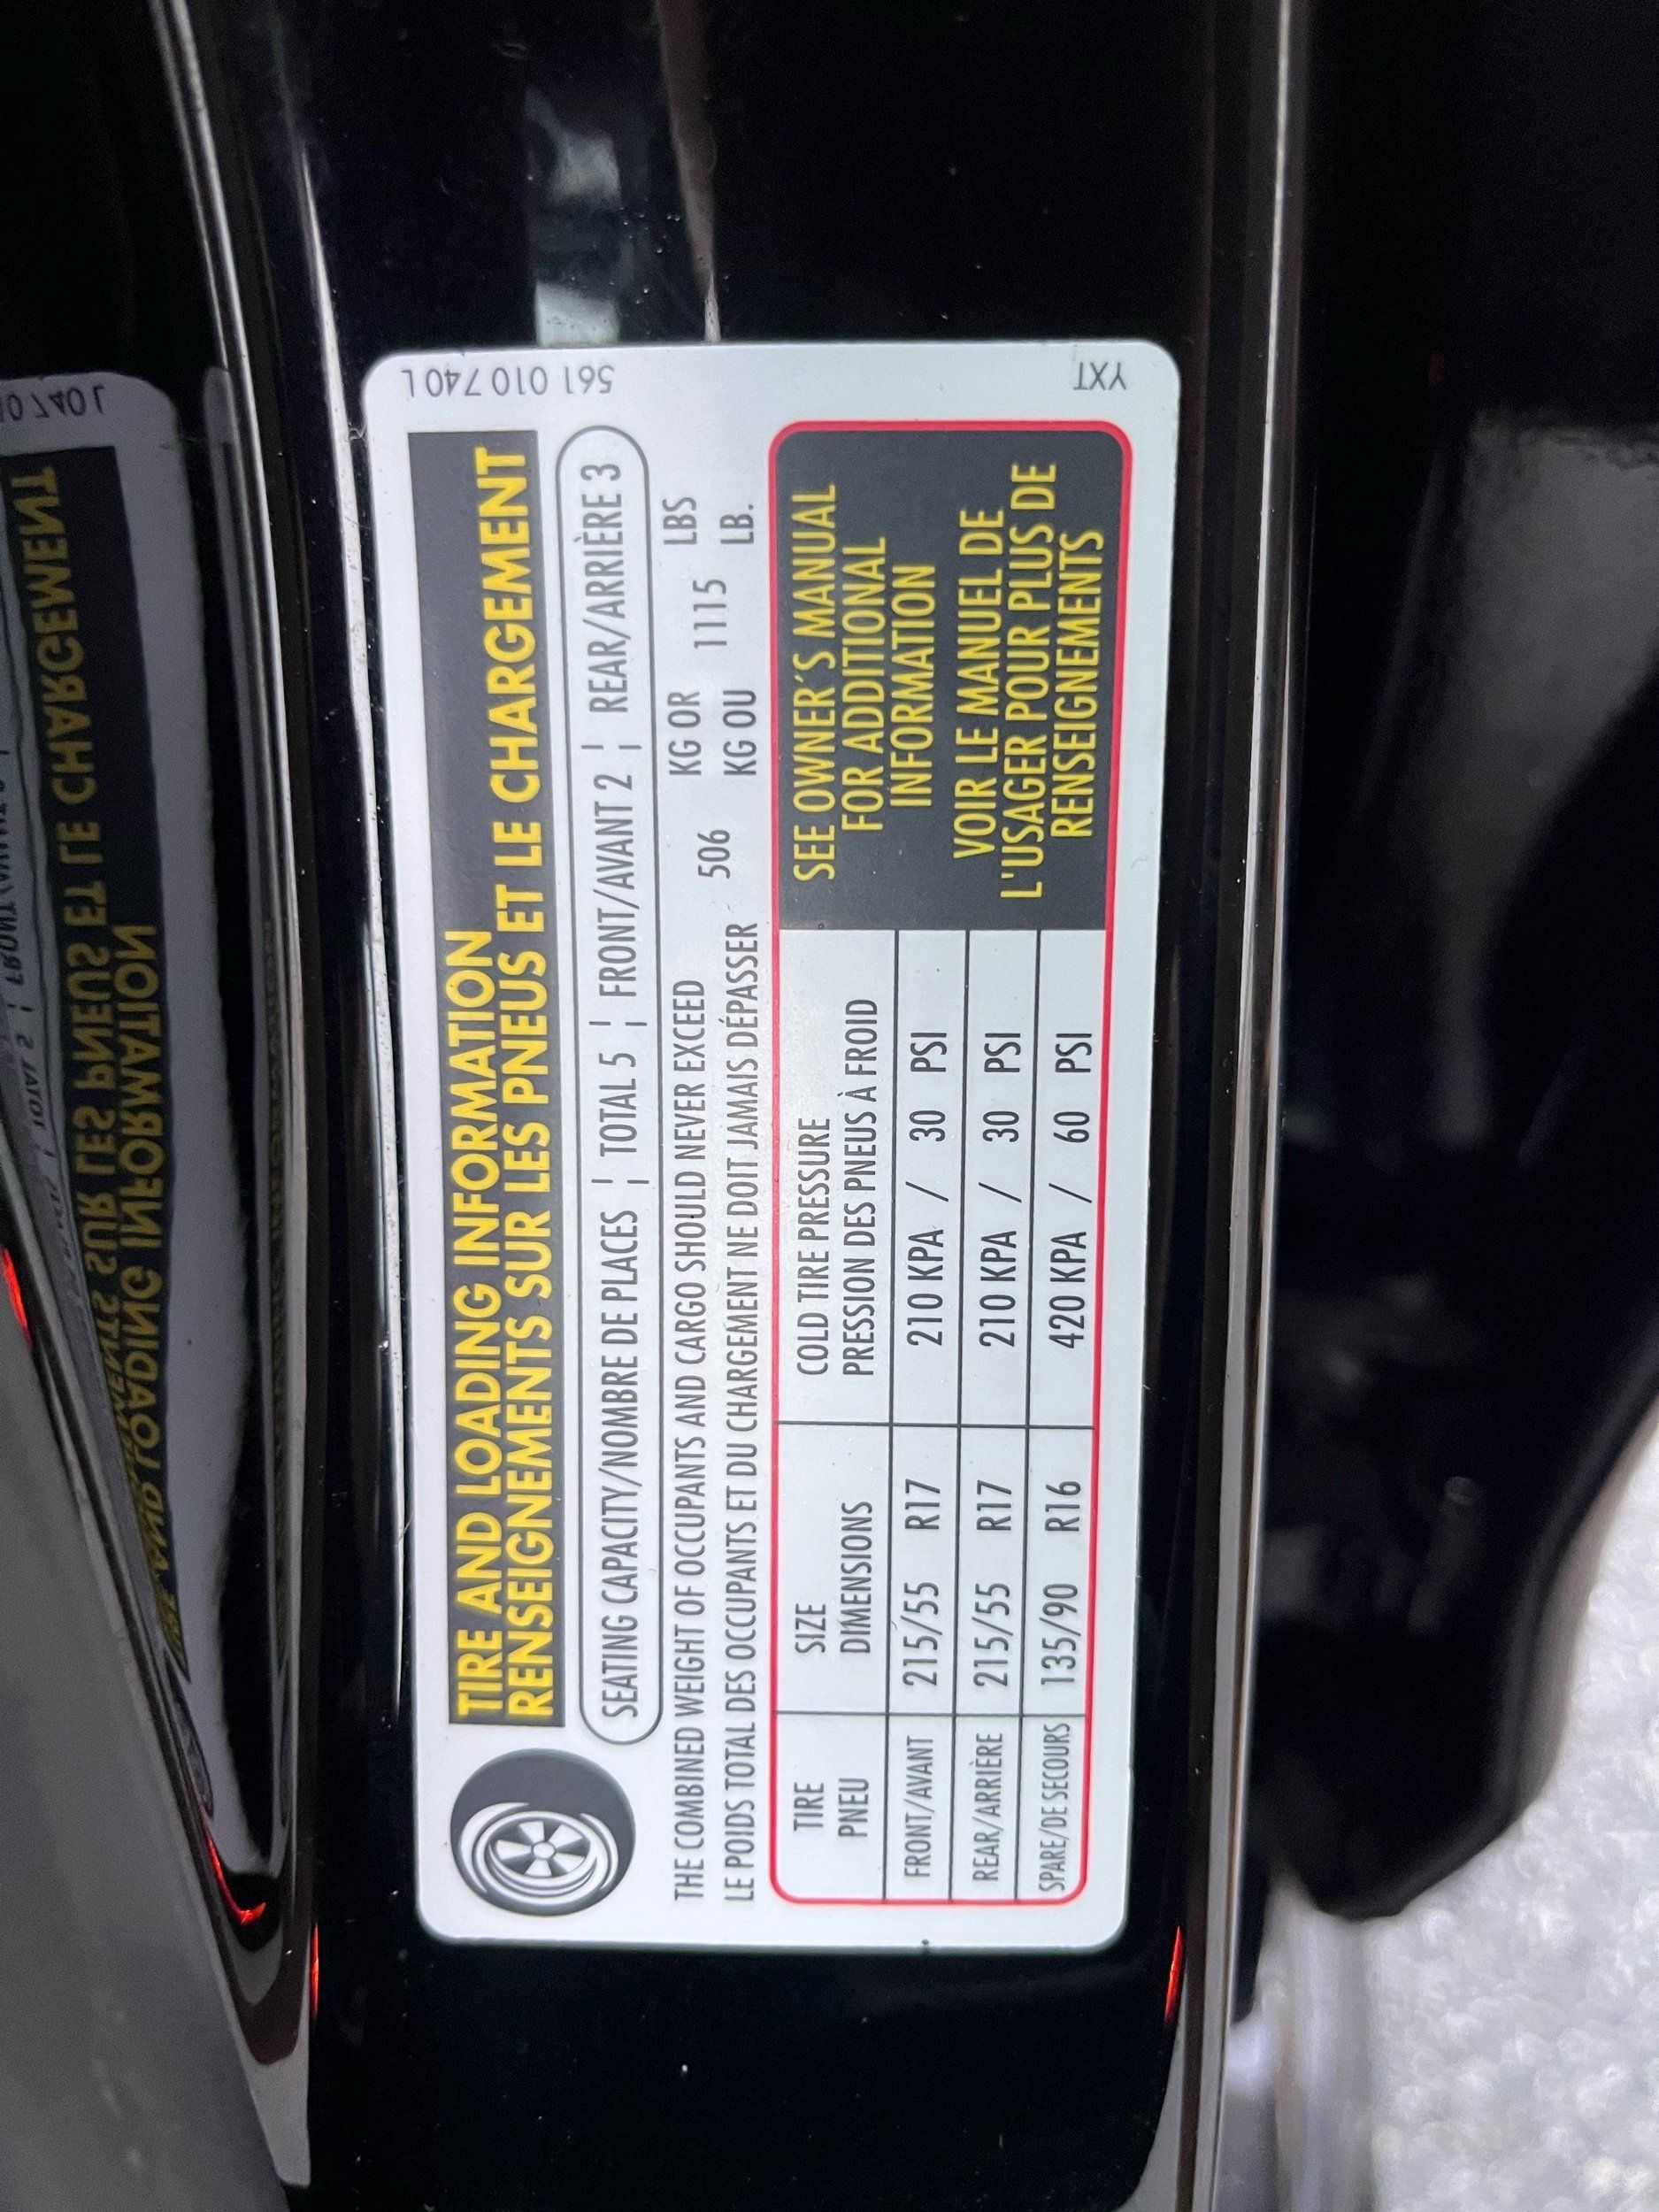 TIRE AND LOADING INFORMATION
RENSEIGNEMENTS SUR LES PNEUS ET LE CHARGEMENT
SEATING CAPACITY/NOMBRE DE PLACES ¦ TOTAL 5 ¦ FRONT/AVANT 2 ¦ REAR/ARRIÈRE 3
THE COMBINED WEIGHT OF OCCUPANTS AND CARGO SHOULD NEVER EXCEED KG OR LBS
506 1115
LE POIDS TOTAL DES OCCUPANTS ET DU CHARGEMENT NE DOIT JAMAIS DÉPASSER KG OU LB.
TIRE SIZE COLD TIRE PRESSURE
PNEU DIMENSIONS PRESSION DES PNEUS À FROID
FRONT/AVANT 215/55 R17 210 KPA / 30 PSI
REAR/ARRIÈRE 215/55 R17 210 KPA / 30 PSI
SPARE/DE SECOURS 135/90 R16 420 KPA / 60 PSI
SEE OWNER'S MANUAL
FOR ADDITIONAL
INFORMATION
VOIR LE MANUEL DE
L'USAGER POUR PLUS DE
RENSEIGNEMENTS
561 010 740 L
YXT